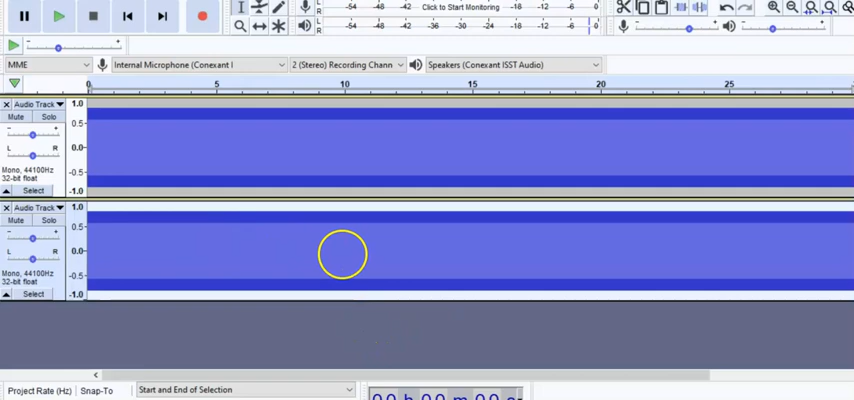 L
R
-54 -48 -42 Click to Start Monitoring -18 -12 -6 0
L
R
-54 -48 -42 -36 -30 -24 -18 -12 -6 0
MME Internal Microphone (Conexant I 2 (Stereo) Recording Chann Speakers (Conexant ISST Audio)
0 5 10 15 20 25
Audio Track 1.0
Mute Solo 0.5
- +
L R 0.0
Mono, 44100Hz -0.5
32-bit float
Select -1.0
Audio Track 1.0
Mute Solo 0.5
- +
L R 0.0
Mono, 44100Hz -0.5
32-bit float
Select -1.0
Project Rate (Hz) Snap-To Start and End of Selection